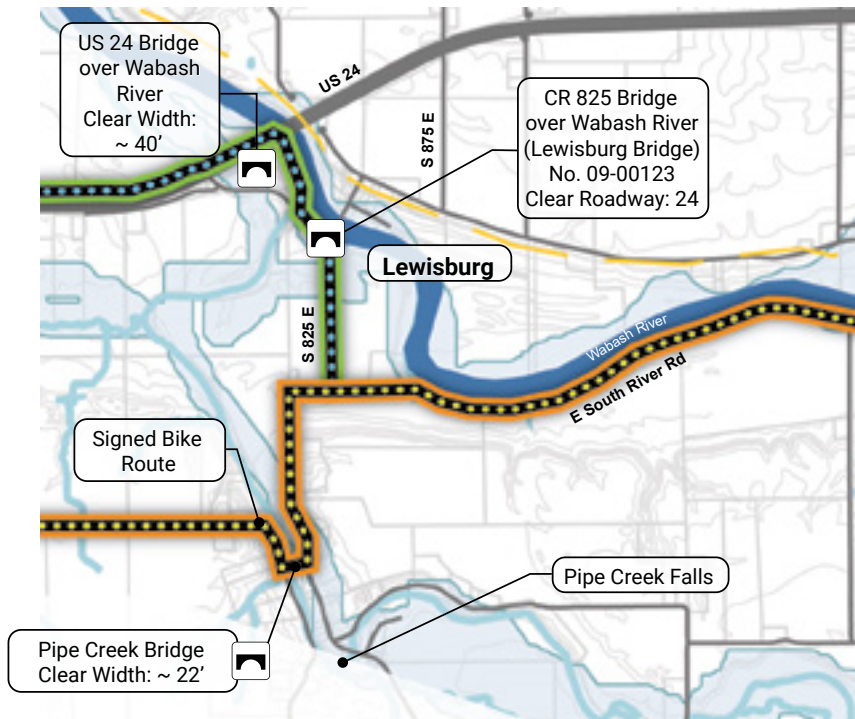 US 24 Bridge
over Wabash
River
Clear Width:
~ 40’
US 24
S 875 E
CR 825 Bridge
over Wabash River
(Lewisburg Bridge)
No. 09-00123
Clear Roadway: 24
Lewisburg
S 825 E
Wabash River
E South River Rd
Signed Bike
Route
Pipe Creek Falls
Pipe Creek Bridge
Clear Width: ~ 22’